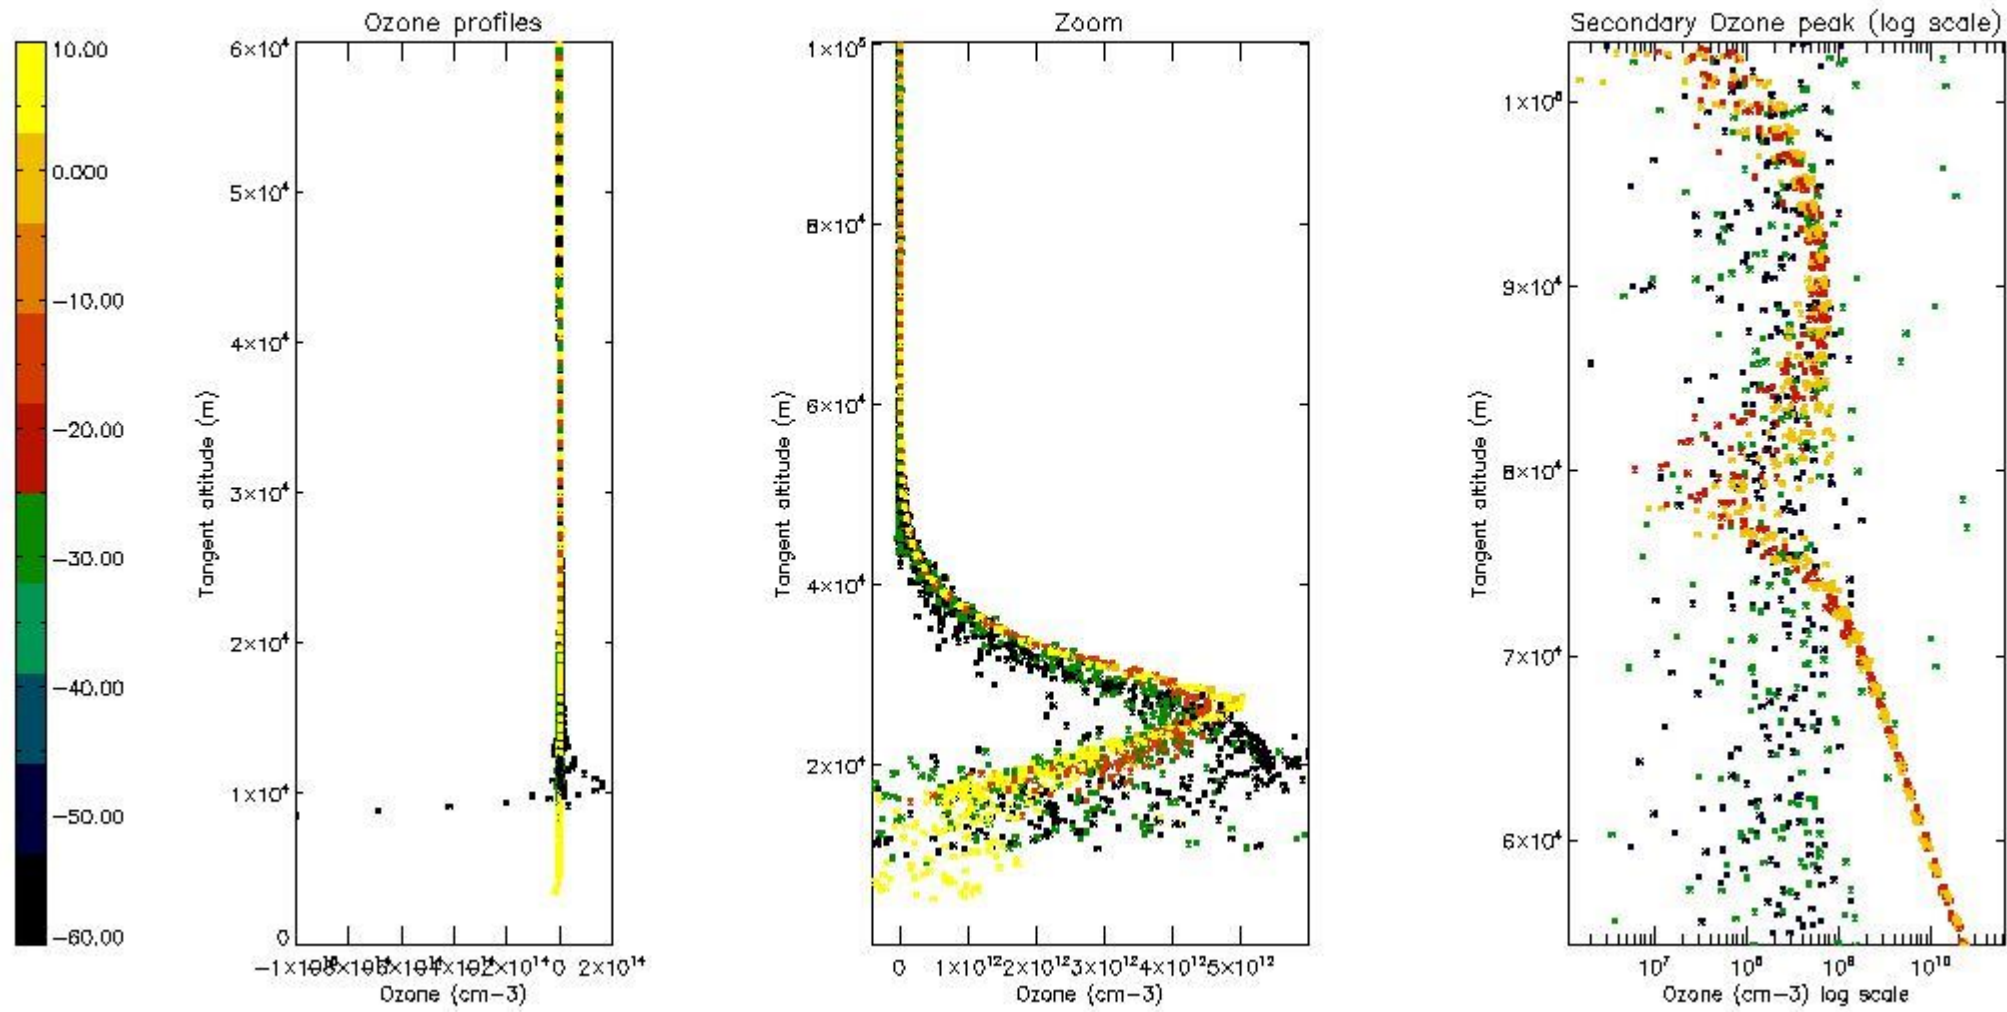 Ozone profiles
Zoom
Secondary Ozone peak (log scale)
10.00
0.000
−10.00
−20.00
−30.00
−40.00
−50.00
−60.00
6×10⁴
5×10⁴
4×10⁴
3×10⁴
2×10⁴
1×10⁴
0
Tangent altitude (m)
0 2×10¹⁴
Ozone (cm−3)
1×10⁵
8×10⁴
6×10⁴
4×10⁴
2×10⁴
Tangent altitude (m)
0 1×10¹² 2×10¹² 3×10¹² 4×10¹² 5×10¹²
Ozone (cm−3)
9×10⁴
8×10⁴
7×10⁴
6×10⁴
Tangent altitude (m)
10⁷ 10⁸ 10⁹ 10¹⁰
Ozone (cm−3) log scale